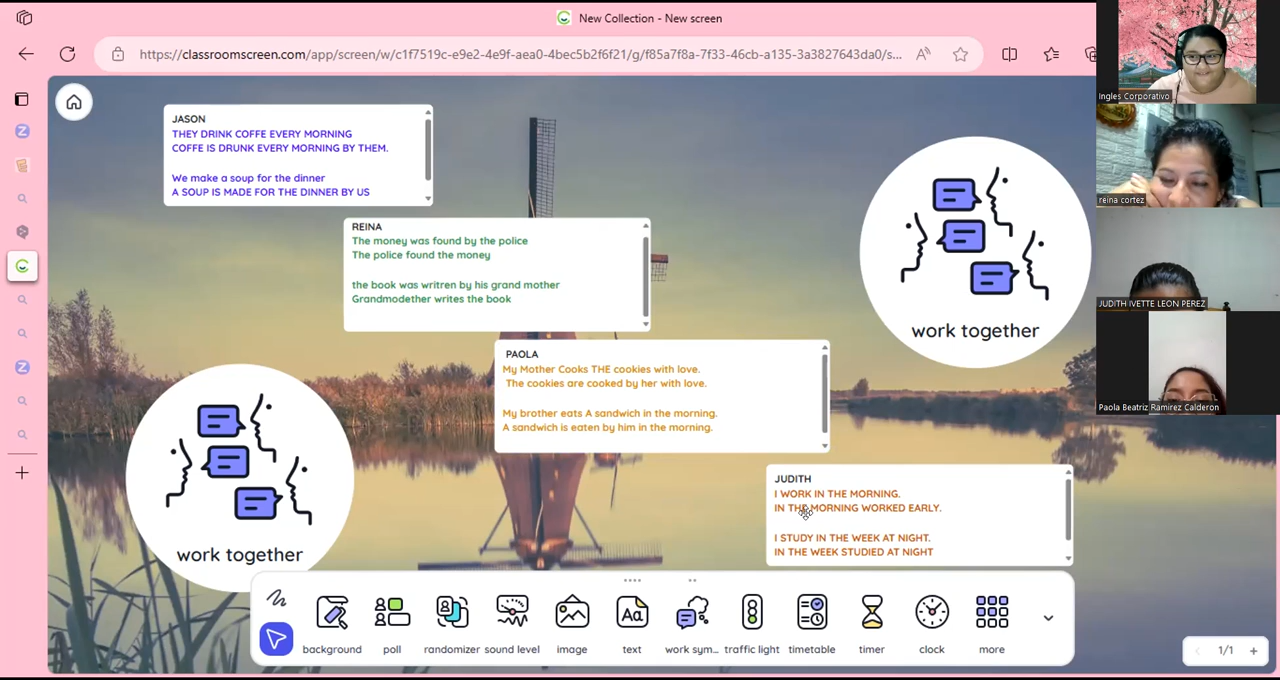 New Collection - New screen
https://classroomscreen.com/app/screen/w/c1f7519c-e9e2-4e9f-aea0-4bec5b2f6f21/g/f85a7f8a-7f33-46cb-a135-3a3827643da0/s...
Ingles Corporativo
reina cortez
JUDITH IVETTE LEON PEREZ
Paola Beatriz Ramirez Calderon
JASON
THEY DRINK COFFE EVERY MORNING
COFFE IS DRUNK EVERY MORNING BY THEM.
We make a soup for the dinner
A SOUP IS MADE FOR THE DINNER BY US
REINA
The money was found by the police
The police found the money
the book was writren by his grand mother
Grandmodether writes the book
PAOLA
My Mother Cooks THE cookies with love.
The cookies are cooked by her with love.
My brother eats A sandwich in the morning.
A sandwich is eaten by him in the morning.
JUDITH
I WORK IN THE MORNING.
IN THE MORNING WORKED EARLY.
I STUDY IN THE WEEK AT NIGHT.
IN THE WEEK STUDIED AT NIGHT
work together
work together
background
poll
randomizer
sound level
image
Aa
text
work sym...
traffic light
timetable
timer
clock
more
1/1